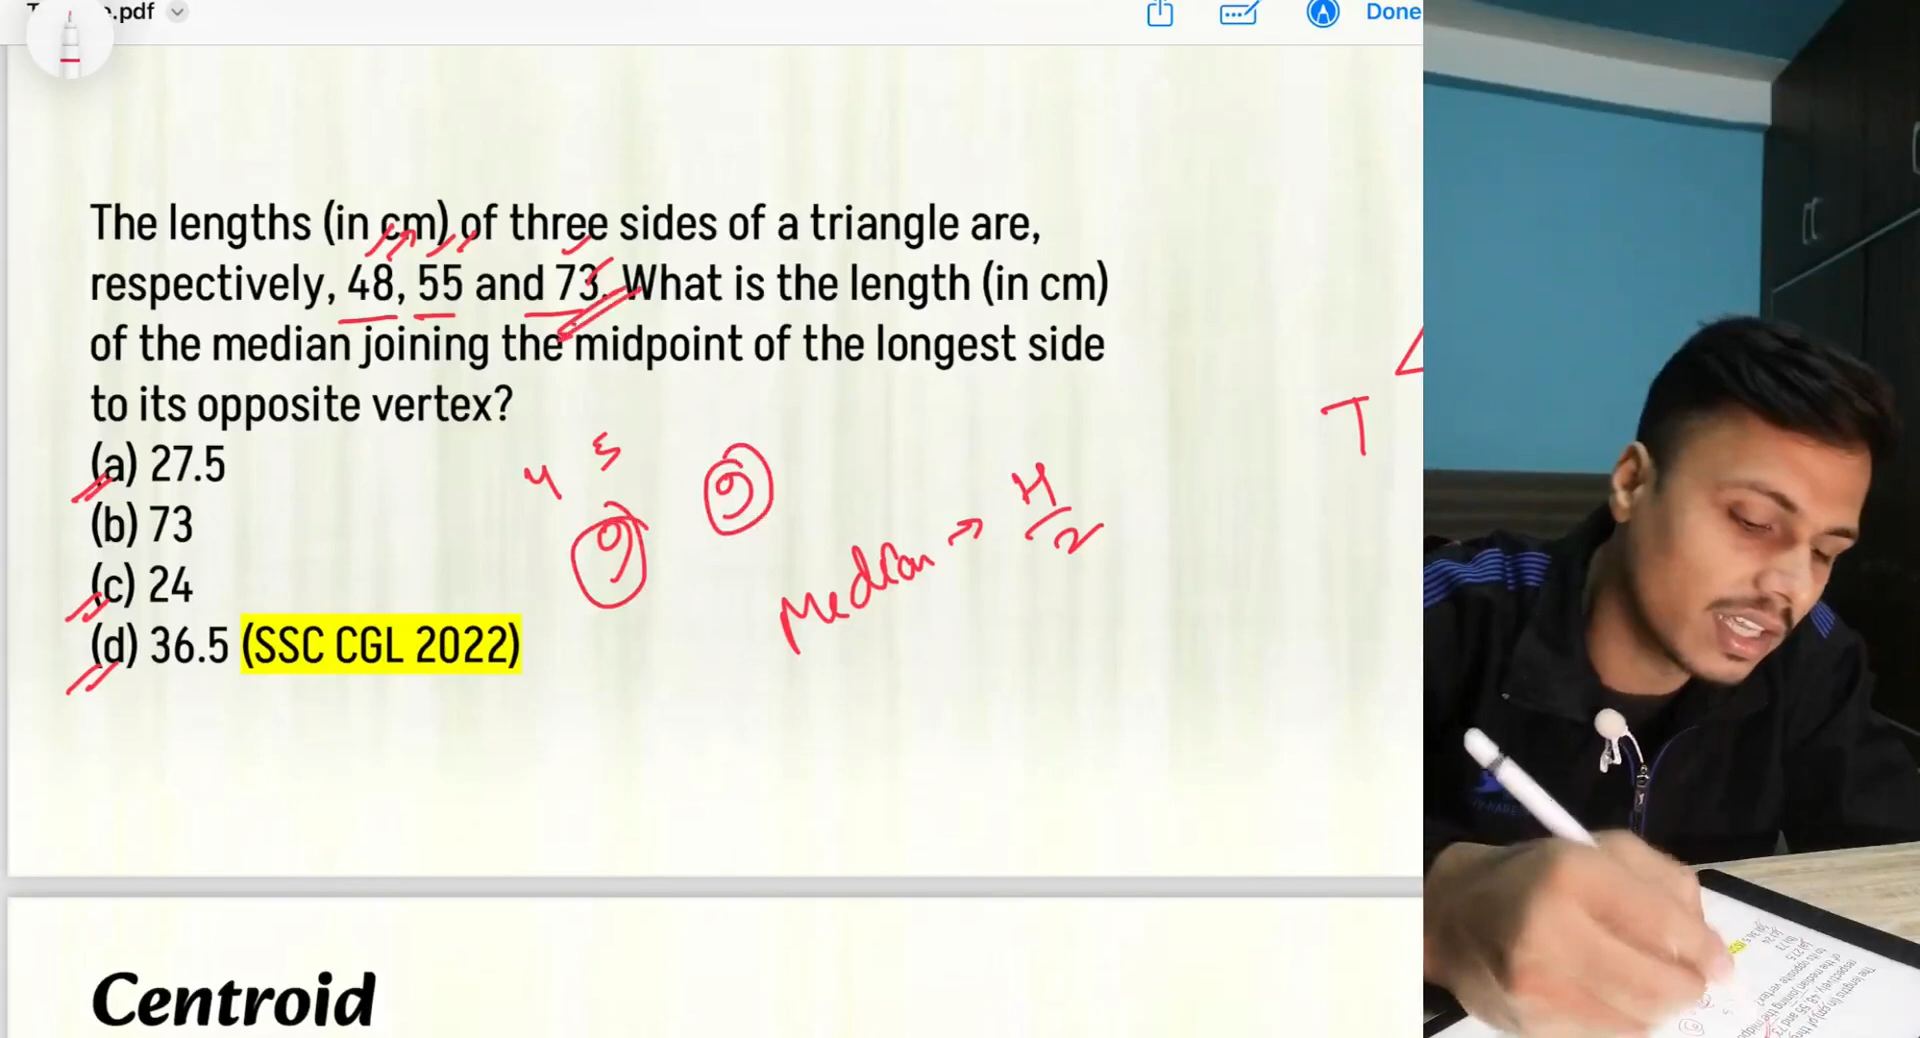 .pdf
Done
The lengths (in cm) of three sides of a triangle are,
respectively, 48, 55 and 73. What is the length (in cm)
of the median joining the midpoint of the longest side
to its opposite vertex?
(a) 27.5
(b) 73
(c) 24
(d) 36.5 (SSC CGL 2022)
Median → H/2
T
Centroid